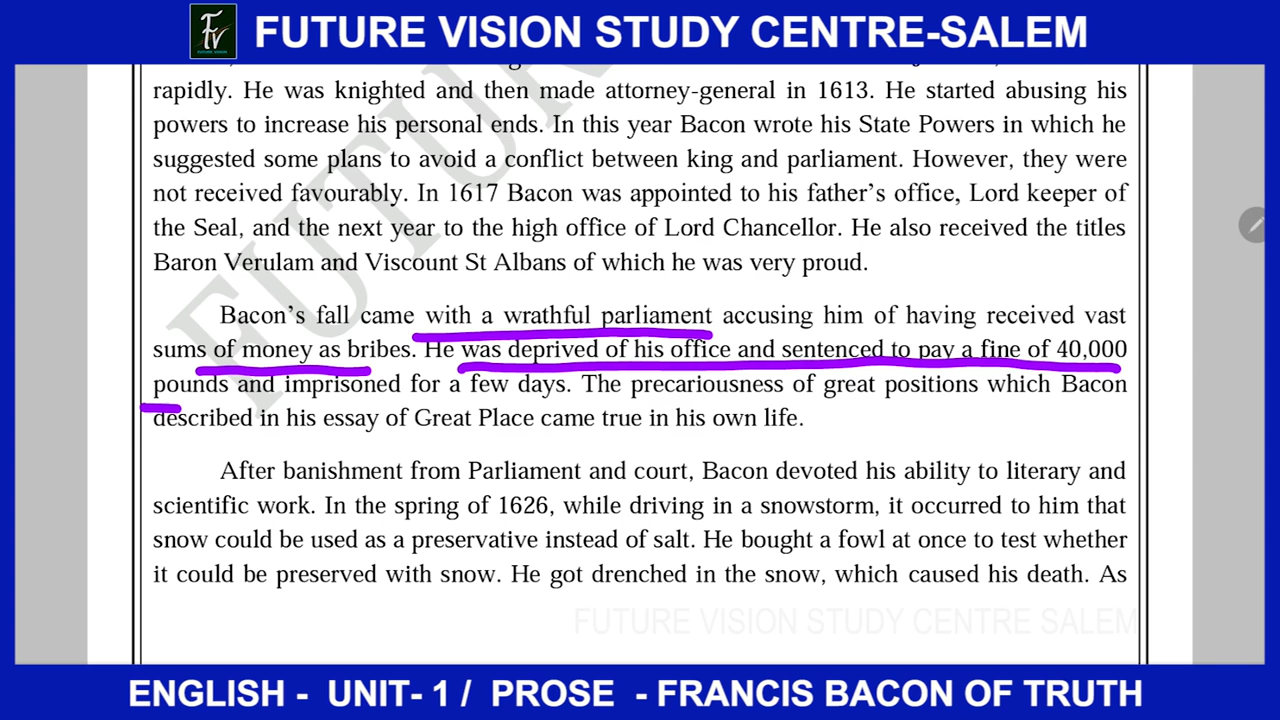 Fv
FUTURE VISION
FUTURE VISION STUDY CENTRE-SALEM
rapidly. He was knighted and then made attorney-general in 1613. He started abusing his
powers to increase his personal ends. In this year Bacon wrote his State Powers in which he
suggested some plans to avoid a conflict between king and parliament. However, they were
not received favourably. In 1617 Bacon was appointed to his father's office, Lord keeper of
the Seal, and the next year to the high office of Lord Chancellor. He also received the titles
Baron Verulam and Viscount St Albans of which he was very proud.
Bacon's fall came with a wrathful parliament accusing him of having received vast
sums of money as bribes. He was deprived of his office and sentenced to pay a fine of 40,000
pounds and imprisoned for a few days. The precariousness of great positions which Bacon
described in his essay of Great Place came true in his own life.
After banishment from Parliament and court, Bacon devoted his ability to literary and
scientific work. In the spring of 1626, while driving in a snowstorm, it occurred to him that
snow could be used as a preservative instead of salt. He bought a fowl at once to test whether
it could be preserved with snow. He got drenched in the snow, which caused his death. As
FUTURE VISION STUDY CENTRE SALEM
ENGLISH - UNIT- 1 / PROSE - FRANCIS BACON OF TRUTH